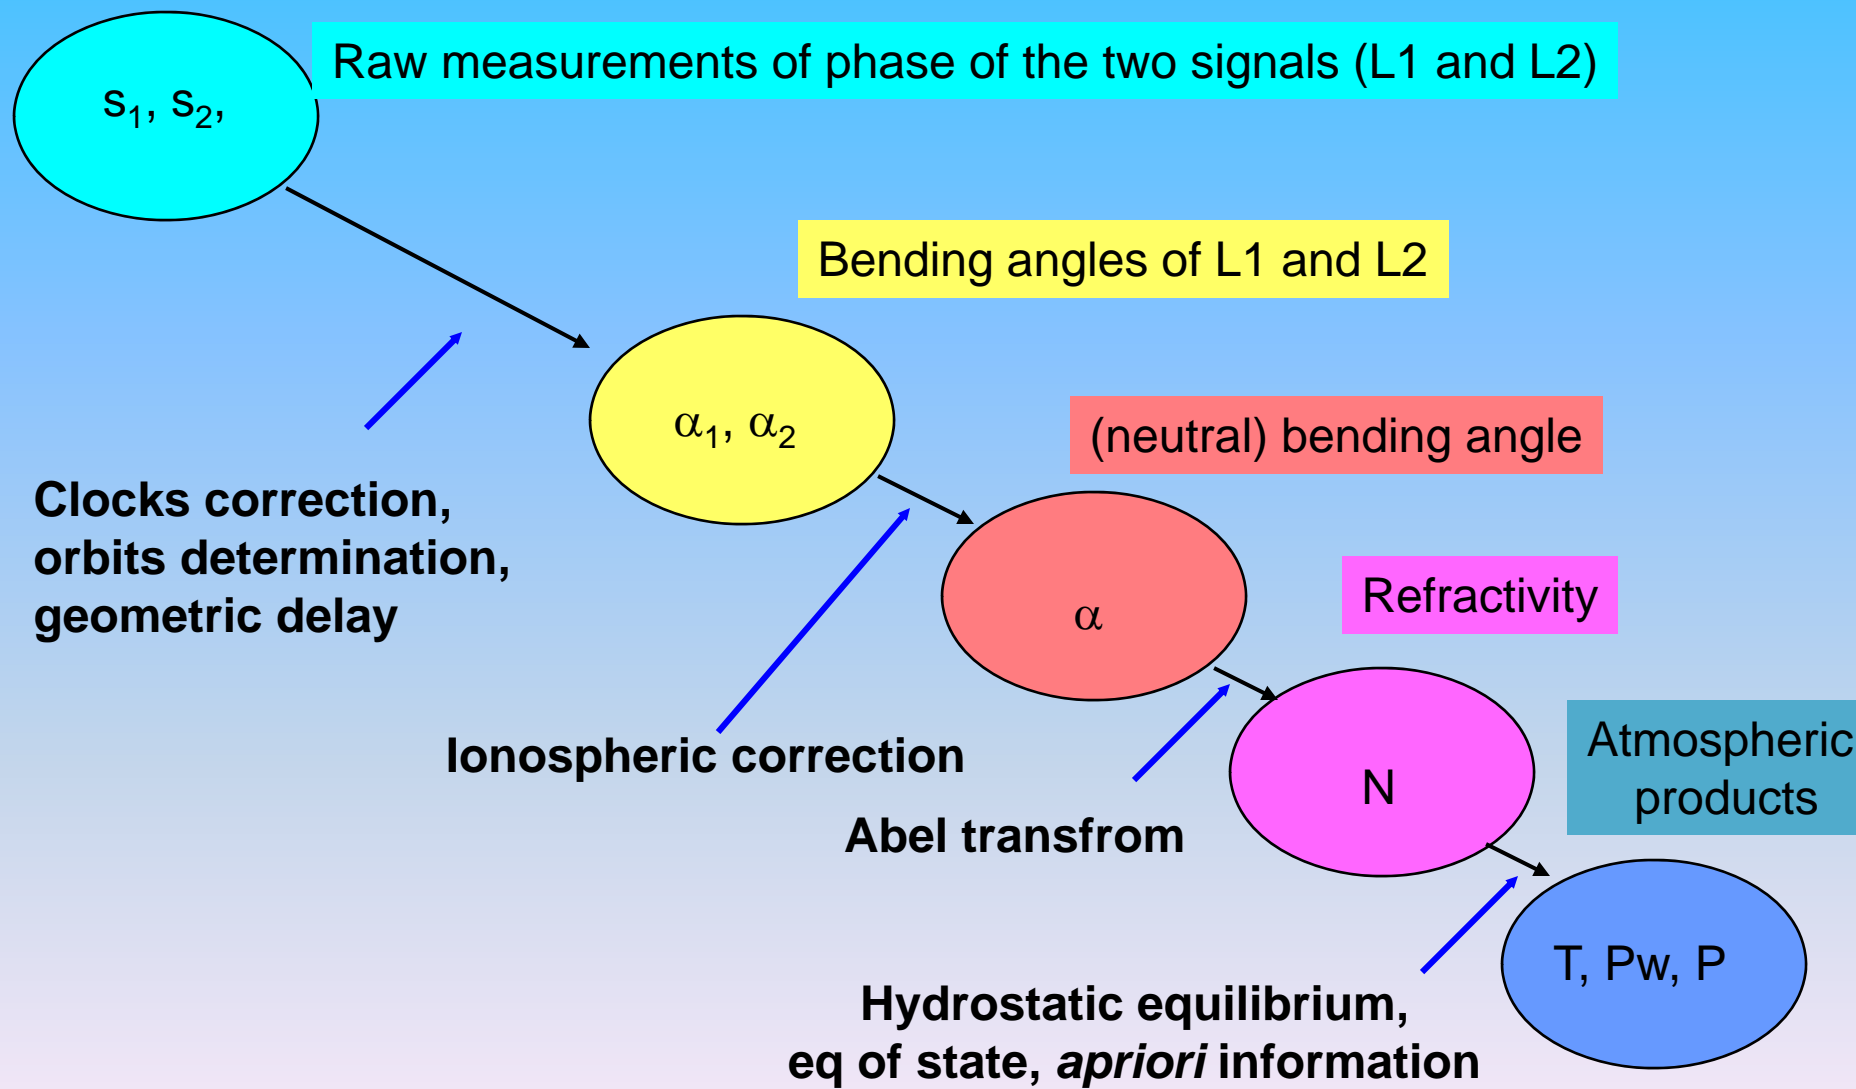 Raw measurements of phase of the two signals (L1 and L2)
s₁, s₂,
Bending angles of L1 and L2
α₁, α₂
(neutral) bending angle
Clocks correction,
orbits determination,
geometric delay
α
Refractivity
Ionospheric correction
N
Atmospheric
products
Abel transfrom
T, Pw, P
Hydrostatic equilibrium,
eq of state, apriori information